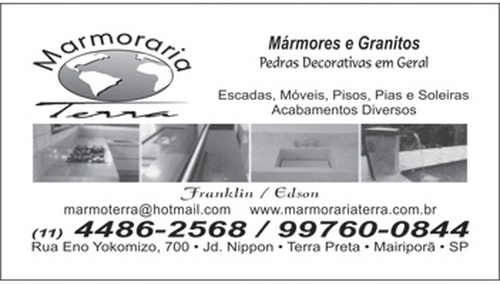 Marmoraria
Terra
Mármores e Granitos
Pedras Decorativas em Geral
Escadas, Móveis, Pisos, Pias e Soleiras
Acabamentos Diversos
Franklin / Edson
marmoterra@hotmail.com www.marmorariaterra.com.br
(11) 4486-2568 / 99760-0844
Rua Eno Yokomizo, 700 • Jd. Nippon • Terra Preta • Mairiporã • SP